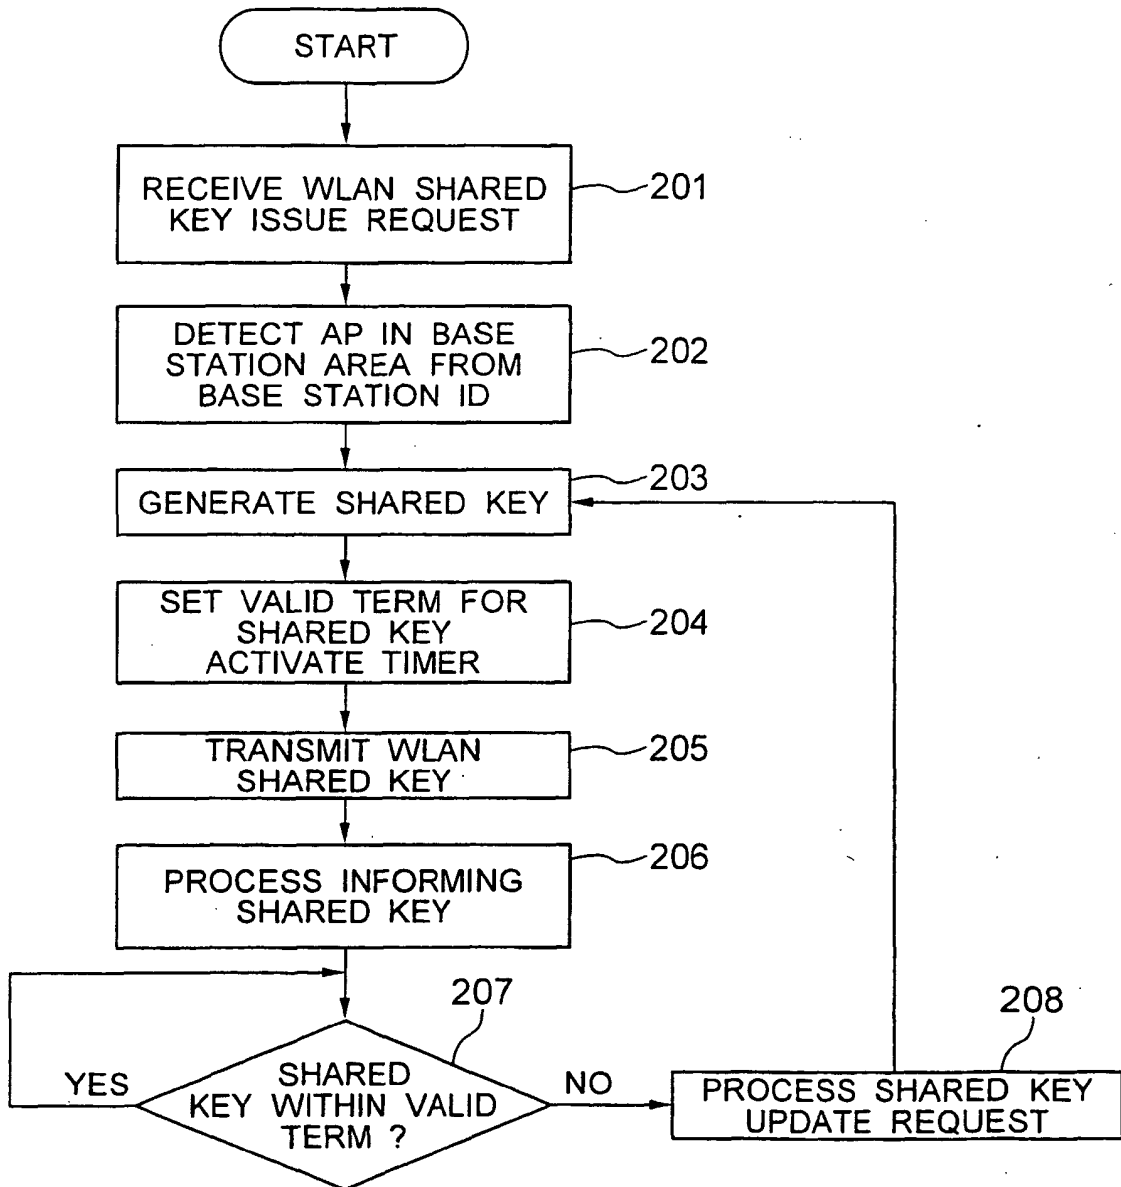 START
RECEIVE WLAN SHARED
KEY ISSUE REQUEST
201
DETECT AP IN BASE
STATION AREA FROM
BASE STATION ID
202
GENERATE SHARED KEY
203
SET VALID TERM FOR
SHARED KEY
ACTIVATE TIMER
204
TRANSMIT WLAN
SHARED KEY
205
PROCESS INFORMING
SHARED KEY
206
207
SHARED
KEY WITHIN VALID
TERM ?
YES
NO
208
PROCESS SHARED KEY
UPDATE REQUEST